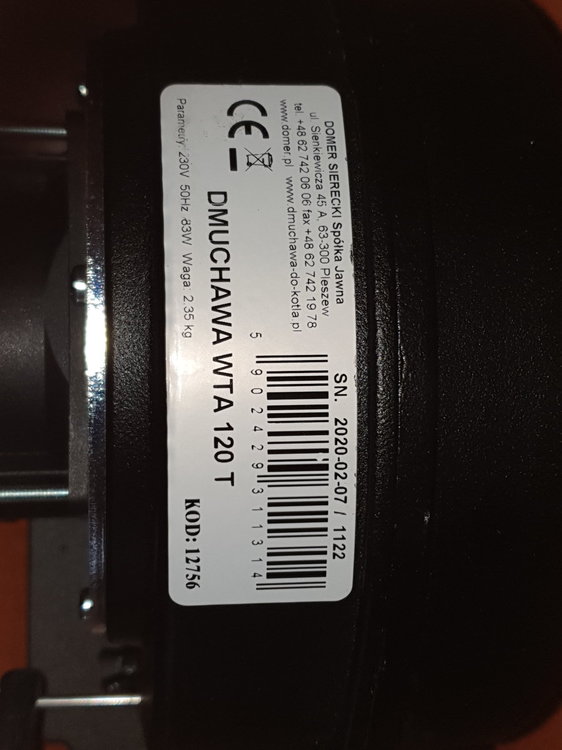 DOMER SIERECKI Spółka Jawna
ul. Sienkiewicza 45 A, 63-300 Pleszew
tel. +48 62 742 06 06 fax +48 62 742 19 78
www.domer.pl www.dmuchawa-do-kotla.pl
SN. 2020-02-07 / 1122
5 902429 311314
CE
DMUCHAWA WTA 120 T
Parametry: 230V 50Hz 83W Waga: 2.35 kg
KOD: 12756